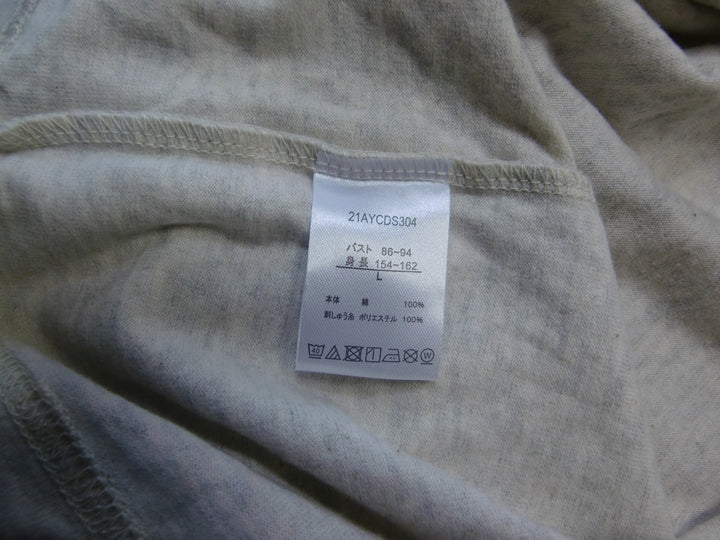 21AYCDS304
バスト 86~94
身長 154~162
L
本体 綿 100%
刺しゅう糸 ポリエステル 100%
40 W